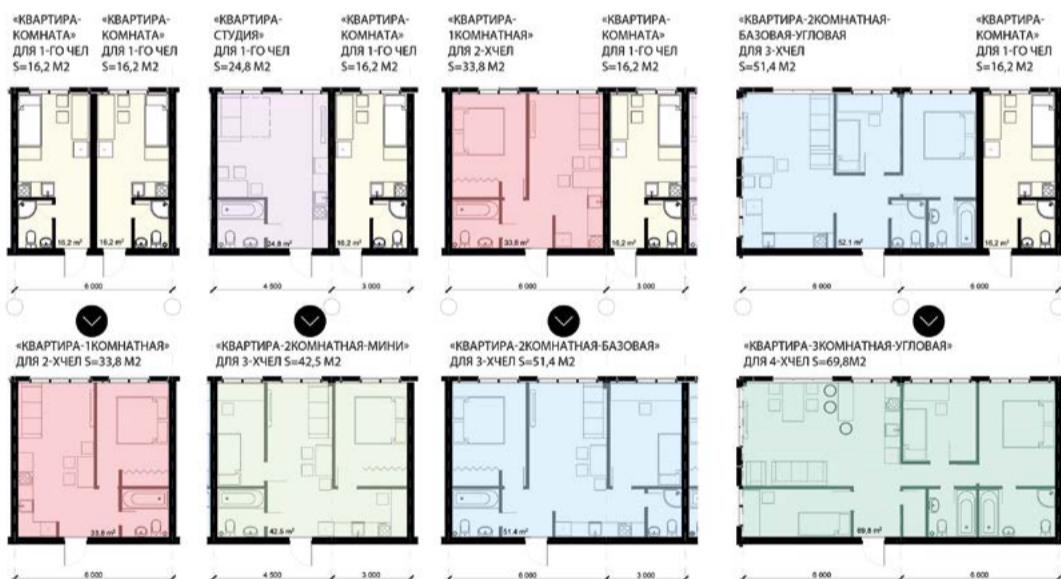 «КВАРТИРА-
КОМНАТА»
ДЛЯ 1-ГО ЧЕЛ
S=16,2 М2
«КВАРТИРА-
КОМНАТА»
ДЛЯ 1-ГО ЧЕЛ
S=16,2 М2
«КВАРТИРА-
СТУДИЯ»
ДЛЯ 1-ГО ЧЕЛ
S=24,8 М2
«КВАРТИРА-
КОМНАТА»
ДЛЯ 1-ГО ЧЕЛ
S=16,2 М2
«КВАРТИРА-
1КОМНАТНАЯ»
ДЛЯ 2-ХЧЕЛ
S=33,8 М2
«КВАРТИРА-
КОМНАТА»
ДЛЯ 1-ГО ЧЕЛ
S=16,2 М2
«КВАРТИРА-2КОМНАТНАЯ-
БАЗОВАЯ-УГЛОВАЯ
ДЛЯ 3-ХЧЕЛ
S=51,4 М2
«КВАРТИРА-
КОМНАТА»
ДЛЯ 1-ГО ЧЕЛ
S=16,2 М2
16,2 m²
16,2 m²
24,8 m²
16,2 m²
33,8 m²
16,2 m²
52.1 m²
16,2 m²
6 000
4 500
3 000
6 000
3 000
6 000
6 000
«КВАРТИРА-1КОМНАТНАЯ»
ДЛЯ 2-ХЧЕЛ S=33,8 М2
«КВАРТИРА-2КОМНАТНАЯ-МИНИ»
ДЛЯ 3-ХЧЕЛ S=42,5 М2
«КВАРТИРА-2КОМНАТНАЯ-БАЗОВАЯ»
ДЛЯ 3-ХЧЕЛ S=51,4 М2
«КВАРТИРА-3КОМНАТНАЯ-УГЛОВАЯ»
ДЛЯ 4-ХЧЕЛ S=69,8М2
33,8 m²
42.5 m²
51.4 m²
69,8 m²
6 000
4 500
3 000
6 000
3 000
6 000
6 000